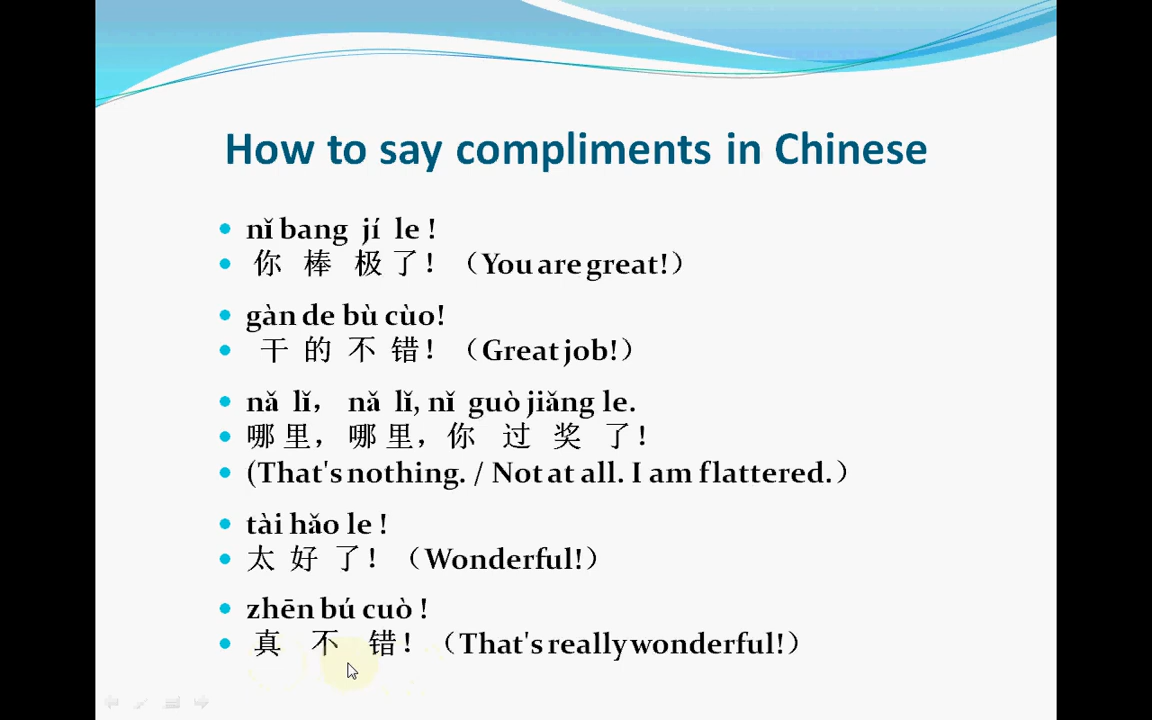 How to say compliments in Chinese
nǐ bang jí le !
你 棒 极 了！（You are great!）
gàn de bù cùo!
干 的 不 错！（Great job!）
nǎ lǐ， nǎ lǐ, nǐ guò jiǎng le.
哪 里，哪 里，你 过 奖 了！
(That's nothing. / Not at all. I am flattered.）
tài hǎo le !
太 好 了！（Wonderful!）
zhēn bú cuò !
真 不 错！（That's really wonderful!）